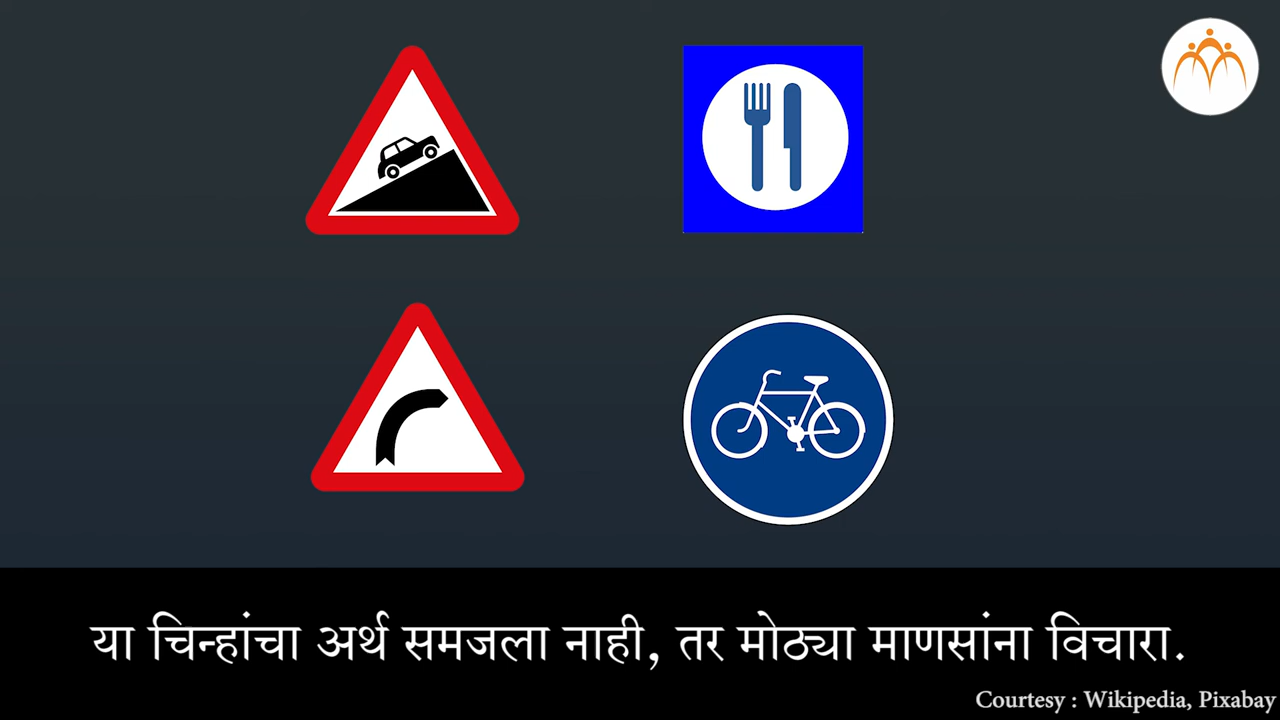 या चिन्हांचा अर्थ समजला नाही, तर मोठ्या माणसांना विचारा.
Courtesy : Wikipedia, Pixabay